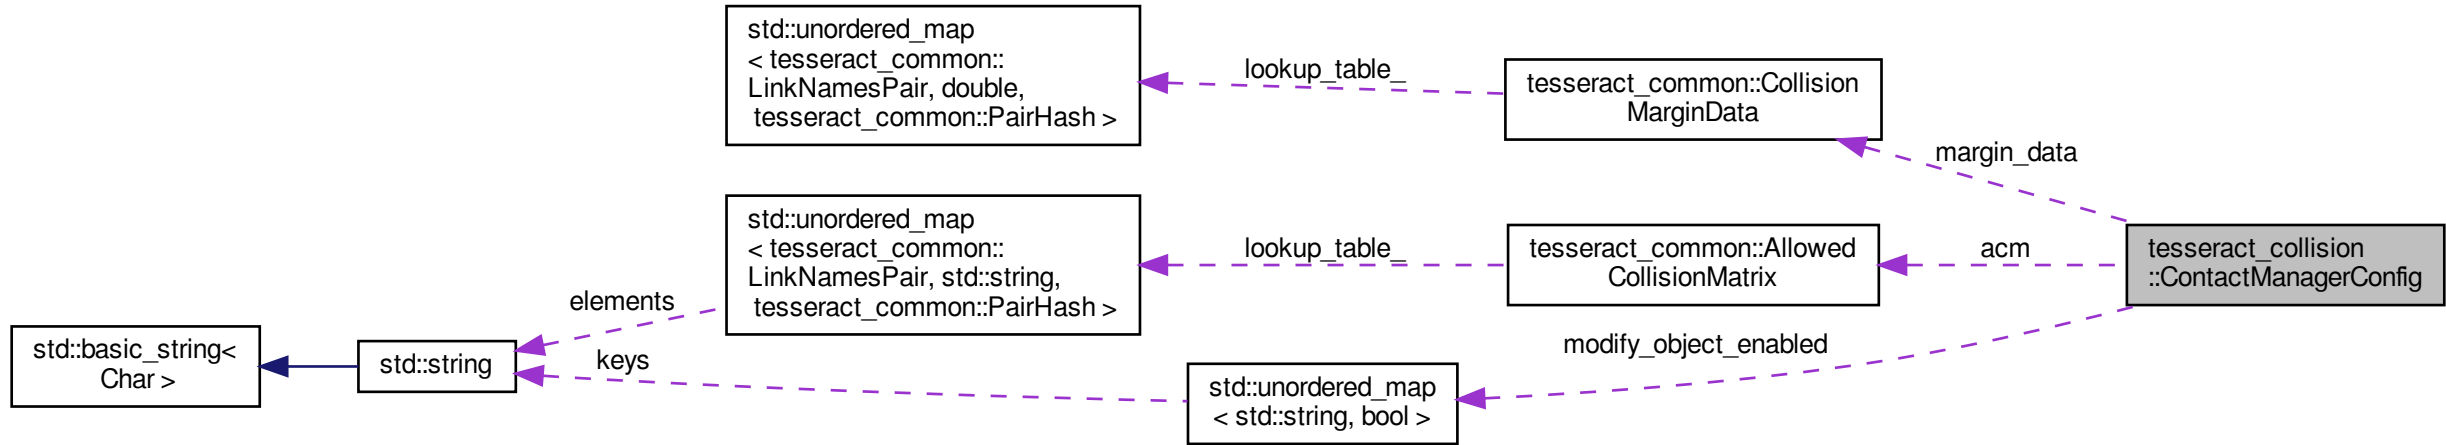 std::unordered_map
< tesseract_common::
LinkNamesPair, double,
tesseract_common::PairHash >
lookup_table_
tesseract_common::Collision
MarginData
margin_data
std::unordered_map
< tesseract_common::
LinkNamesPair, std::string,
tesseract_common::PairHash >
lookup_table_
tesseract_common::Allowed
CollisionMatrix
acm
tesseract_collision
::ContactManagerConfig
elements
std::basic_string<
Char >
std::string
keys
modify_object_enabled
std::unordered_map
< std::string, bool >